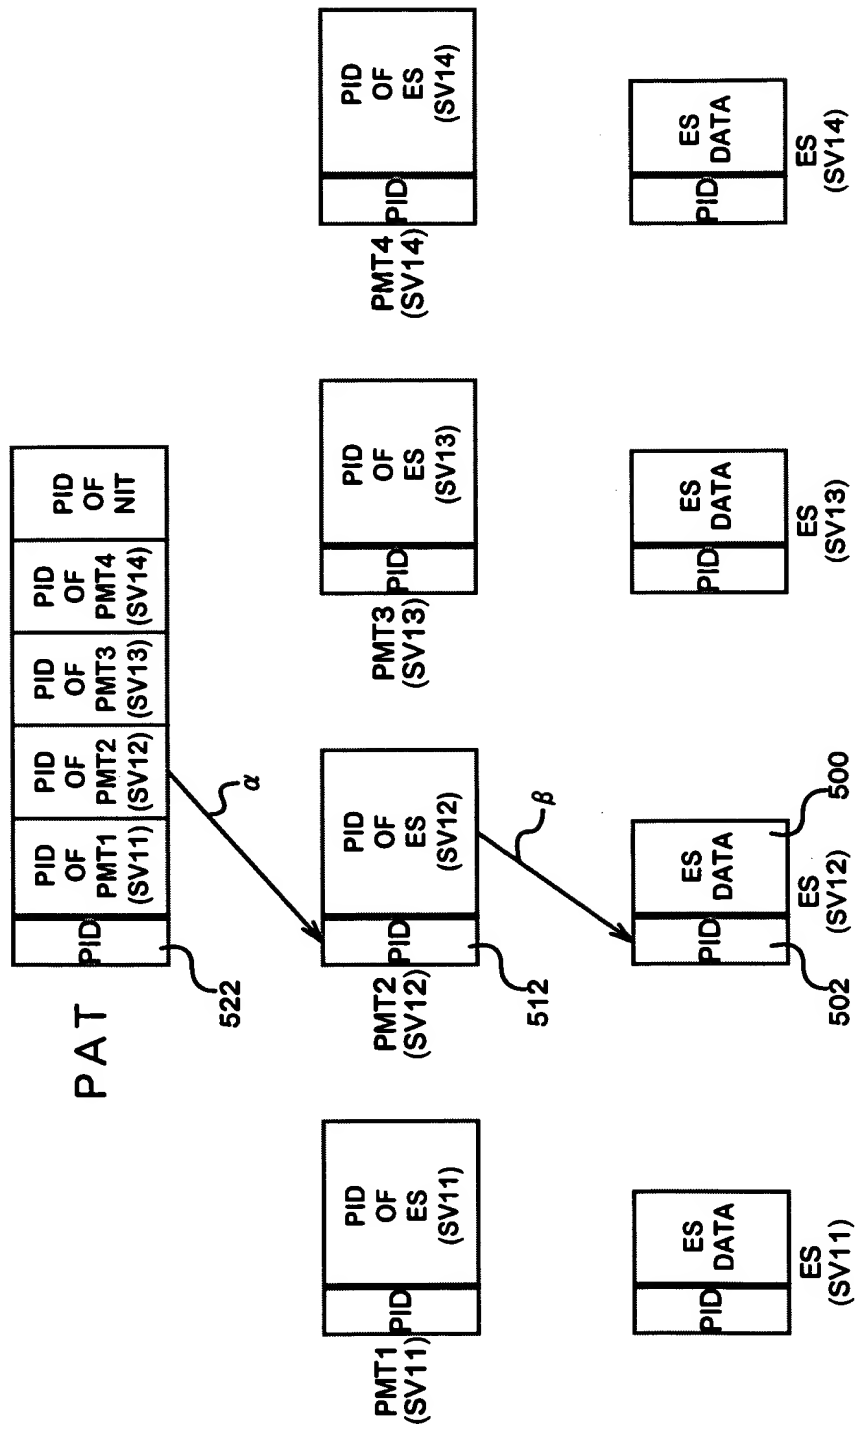 PAT
PID
PID
OF
PMT1
(SV11)
PID
OF
PMT2
(SV12)
PID
OF
PMT3
(SV13)
PID
OF
PMT4
(SV14)
PID
OF
NIT
522
α
PMT1
(SV11)
PID
PID
OF
ES
(SV11)
PMT2
(SV12)
PID
PID
OF
ES
(SV12)
512
β
PMT3
(SV13)
PID
PID
OF
ES
(SV13)
PMT4
(SV14)
PID
PID
OF
ES
(SV14)
PID
ES
DATA
ES
(SV11)
PID
ES
DATA
502
ES
(SV12)
500
PID
ES
DATA
ES
(SV13)
PID
ES
DATA
ES
(SV14)